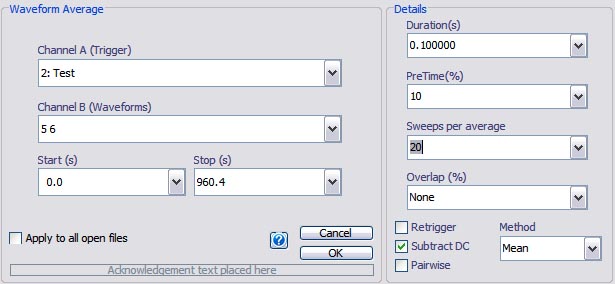 Waveform Average
Channel A (Trigger)
2: Test
Channel B (Waveforms)
5 6
Start (s) Stop (s)
0.0 960.4
Apply to all open files
?
Cancel
OK
Acknowledgement text placed here
Details
Duration(s)
0.100000
PreTime(%)
10
Sweeps per average
20
Overlap (%)
None
Retrigger Method
Subtract DC Mean
Pairwise